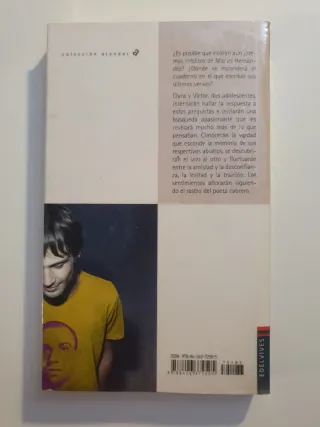 colección alandar a
¿Es posible que existan aún poe-
mas inéditos de Miguel Hernán-
dez? ¿Dónde se esconderá el
cuaderno en el que escribió sus
últimos versos?
Clara y Víctor, dos adolescentes,
intentarán hallar la respuesta a
estas preguntas e iniciarán una
búsqueda apasionante que les
revelará mucho más de lo que
pensaban. Conocerán la verdad
que esconde la memoria de sus
respectivos abuelos, se descubri-
rán el uno al otro y fluctuarán
entre la amistad y la desconfian-
za, la lealtad y la traición. Los
sentimientos aflorarán siguien-
do el rastro del poeta cabrero.
ISBN
EDELVIVES